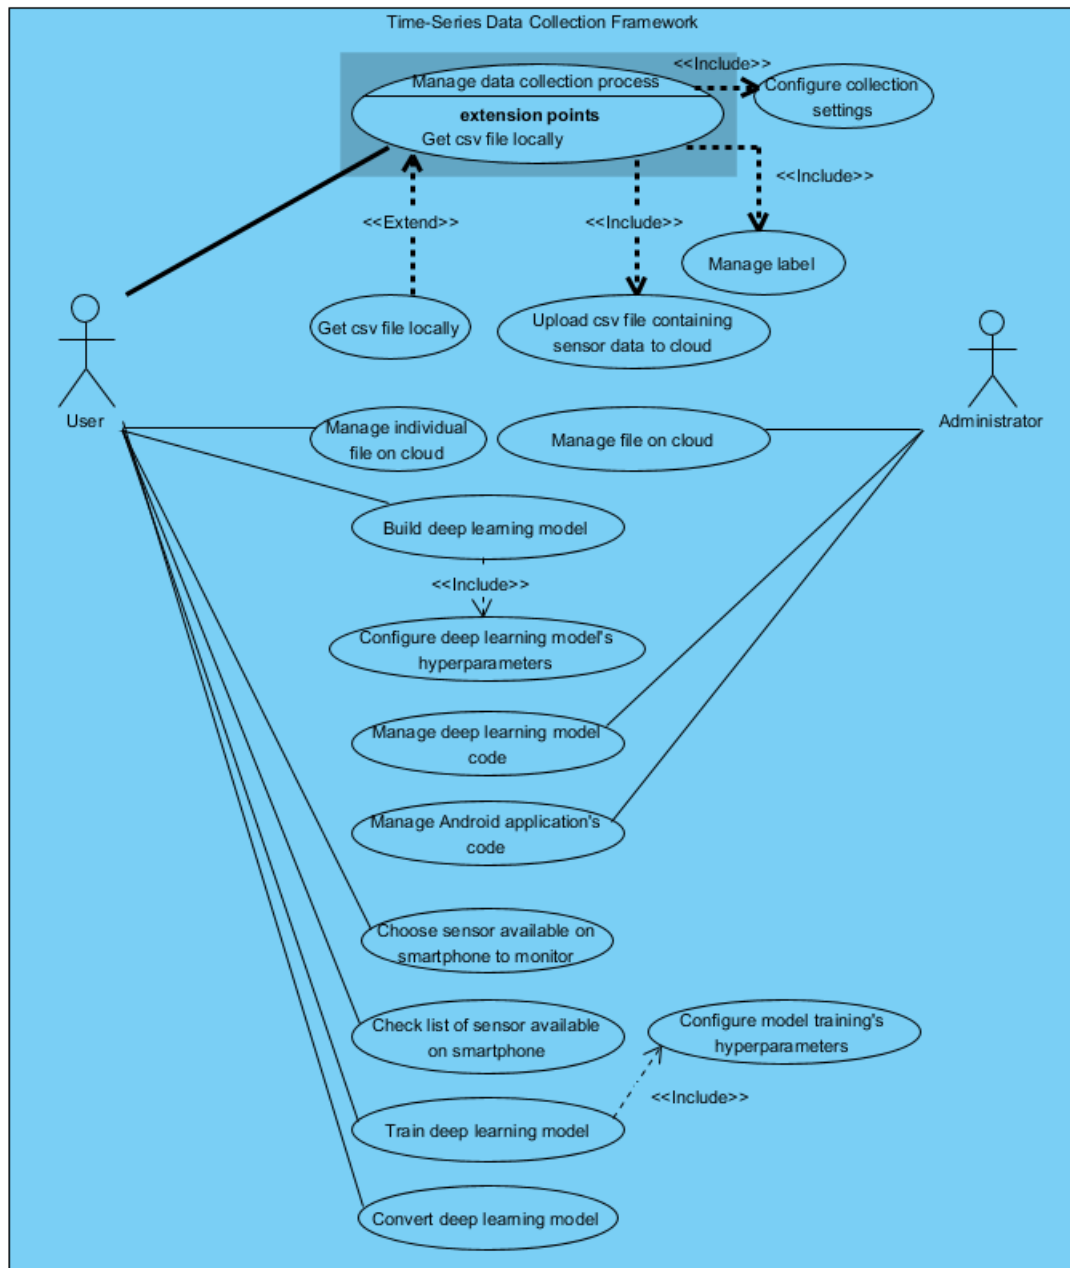 Time-Series Data Collection Framework
<<Include>>
Manage data collection process
Configure collection
settings
extension points
Get csv file locally
<<Include>>
<<Extend>>
<<Include>>
Manage label
Get csv file locally
Upload csv file containing
sensor data to cloud
User
Administrator
Manage individual
file on cloud
Manage file on cloud
Build deep learning model
<<Include>>
Configure deep learning model's
hyperparameters
Manage deep learning model
code
Manage Android application's
code
Choose sensor available on
smartphone to monitor
Check list of sensor available
on smartphone
Configure model training's
hyperparameters
<<Include>>
Train deep learning model
Convert deep learning model